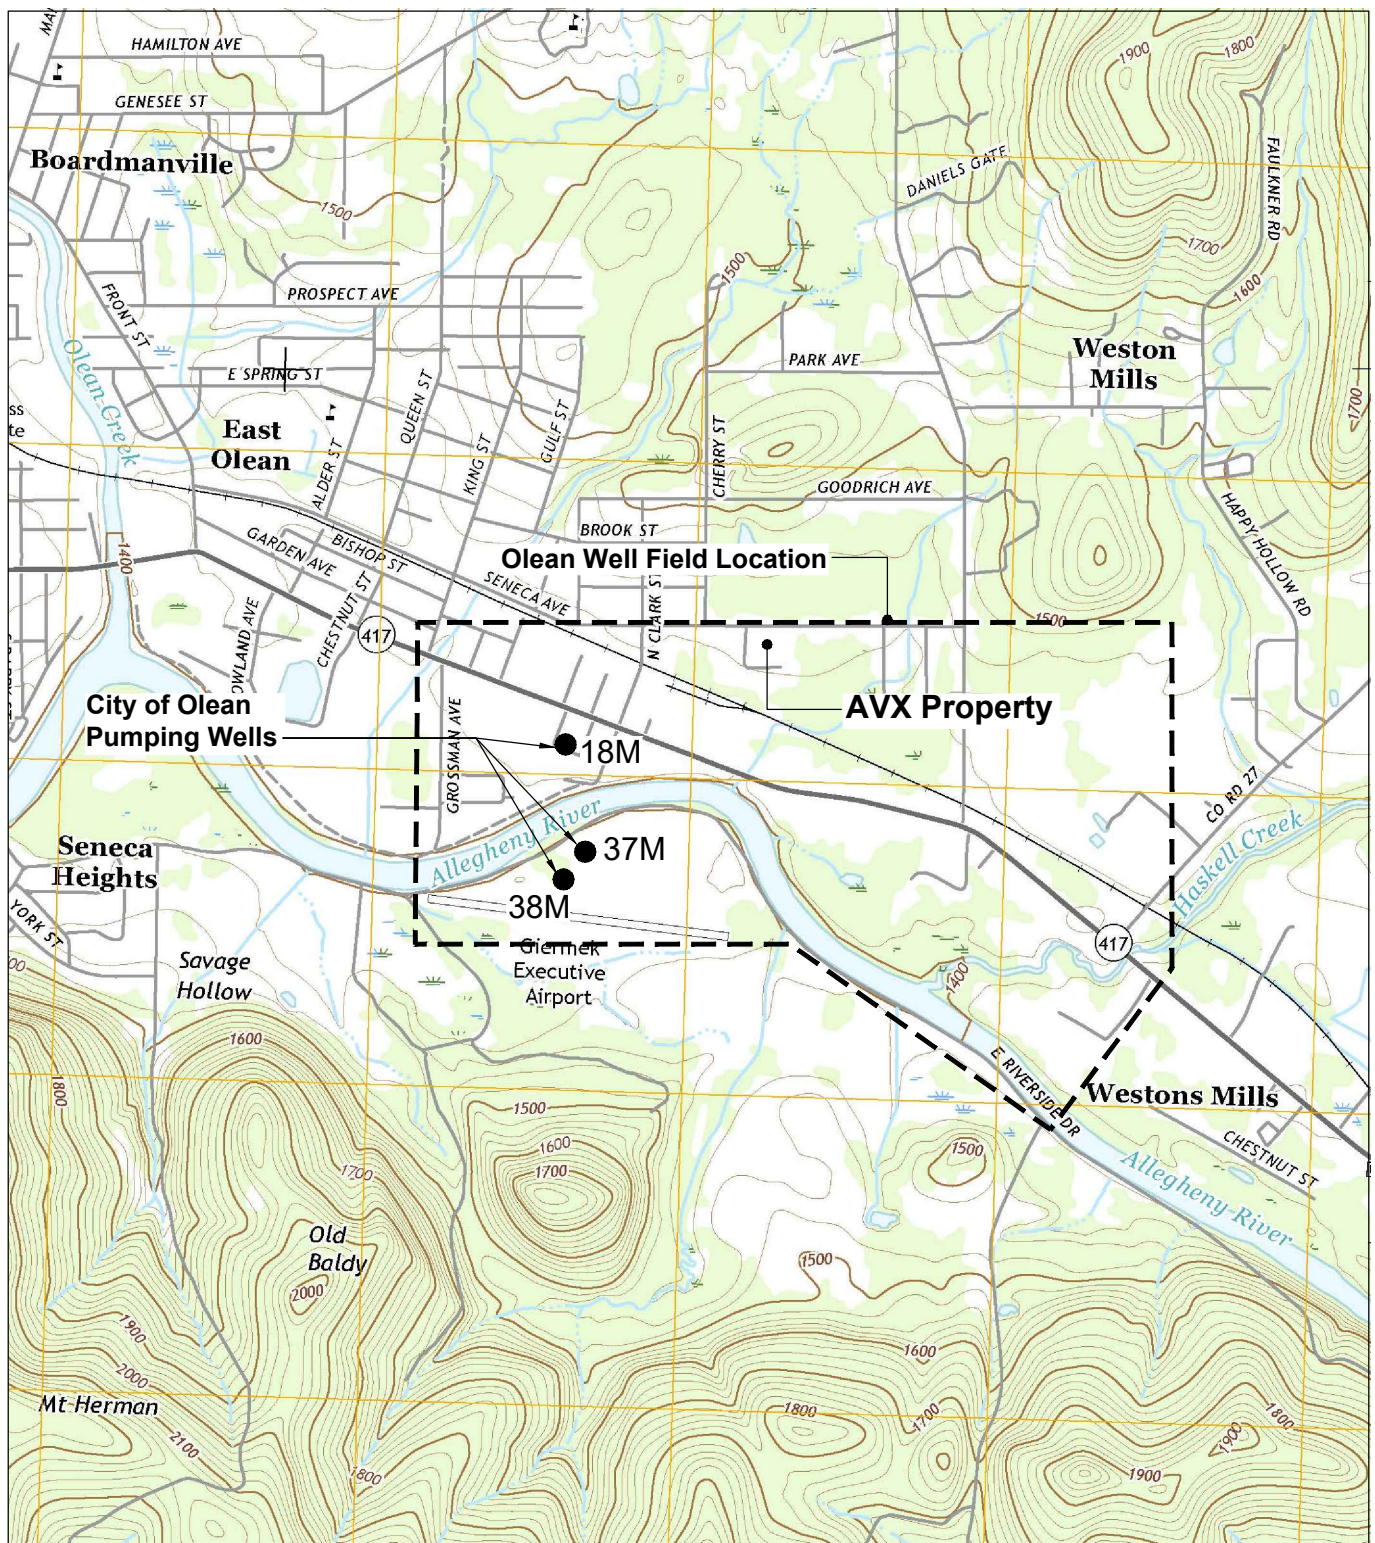 HAMILTON AVE
GENESEE ST
Boardmanville
1500
1900
1800
FAULKNER RD
DANIELS GATE
1700
1600
1500
PROSPECT AVE
FRONT ST
Olean Creek
E SPRING ST
PARK AVE
Weston
Mills
1700
East
Olean
ALDER ST
QUEEN ST
KING ST
GULF ST
CHERRY ST
GOODRICH AVE
HAPPY HOLLOW RD
BROOK ST
GARDEN AVE
BISHOP ST
SENECA AVE
Olean Well Field Location
1400
CHESTNUT ST
N CLARK ST
417
1500
City of Olean
Pumping Wells
GROSSMAN AVE
18M
AVX Property
CO RD 27
Haskell Creek
Allegheny River
37M
38M
Seneca
Heights
YORK ST
417
Savage
Hollow
Giermek
Executive
Airport
1400
E RIVERSIDE DR
Westons Mills
CHESTNUT ST
Allegheny River
1600
1800
1500
1600
1700
1700
1500
Old
Baldy
2000
1500
1900
2000
Mt Herman
2100
1800
1600
1800
1700
1900
1800
1900